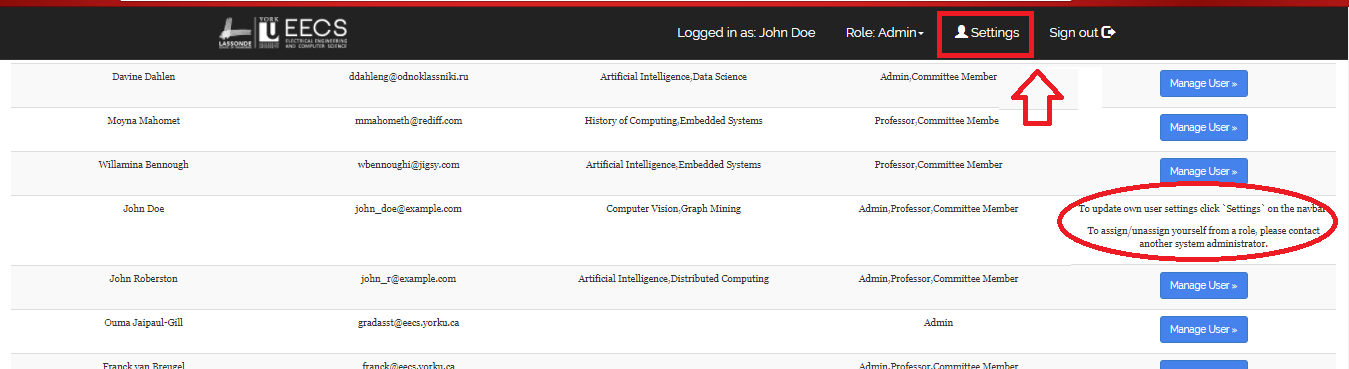 LASSONDE YORK U EECS
ELECTRICAL ENGINEERING
AND COMPUTER SCIENCE
Logged in as: John Doe Role: Admin Settings Sign out
Davine Dahlen ddahleng@odnoklassniki.ru Artificial Intelligence,Data Science Admin,Committee Member Manage User »
Moyna Mahomet mmahometh@rediff.com History of Computing,Embedded Systems Professor,Committee Membe Manage User »
Willamina Bennough wbennoughi@jigsy.com Artificial Intelligence,Embedded Systems Professor,Committee Member Manage User »
John Doe john_doe@example.com Computer Vision,Graph Mining Admin,Professor,Committee Member To update own user settings click `Settings` on the navbar
To assign/unassign yourself from a role, please contact
another system administrator.
John Roberston john_r@example.com Artificial Intelligence,Distributed Computing Admin,Professor,Committee Member Manage User »
Ouma Jaipaul-Gill gradasst@eecs.yorku.ca Admin Manage User »
Franck van Breugel franck@eecs.yorku.ca Admin,Professor,Committee Member